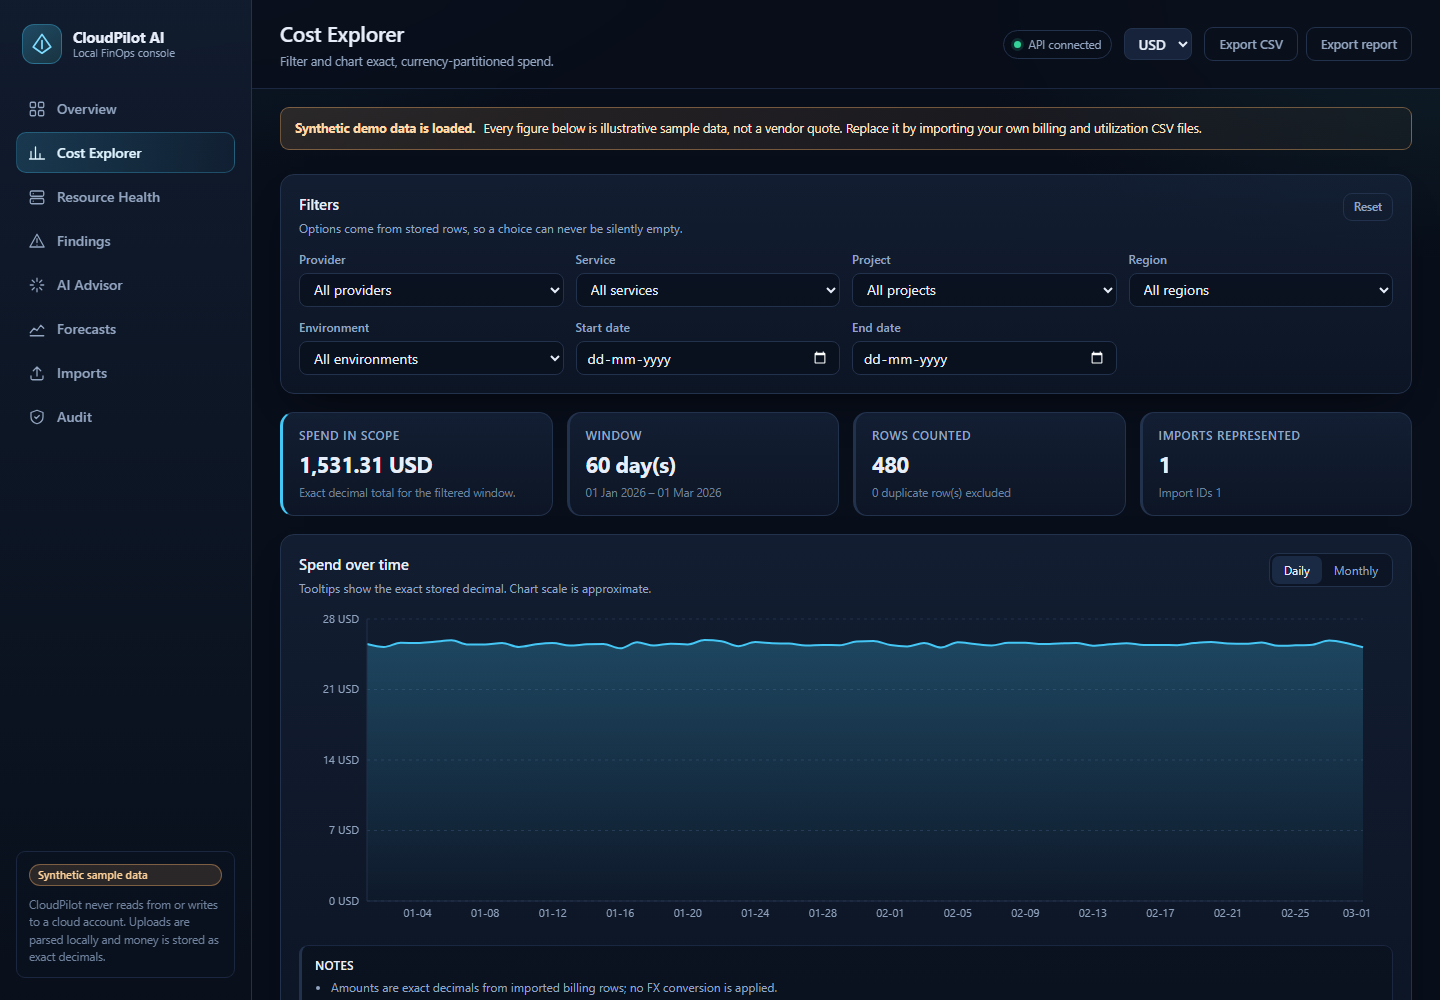 CloudPilot AI
Local FinOps console
Overview
Cost Explorer
Resource Health
Findings
AI Advisor
Forecasts
Imports
Audit
Synthetic sample data
CloudPilot never reads from or writes
to a cloud account. Uploads are
parsed locally and money is stored as
exact decimals.
Cost Explorer
Filter and chart exact, currency-partitioned spend.
API connected
USD
Export CSV
Export report
Synthetic demo data is loaded. Every figure below is illustrative sample data, not a vendor quote. Replace it by importing your own billing and utilization CSV files.
Filters
Options come from stored rows, so a choice can never be silently empty.
Reset
Provider
Service
Project
Region
All providers
All services
All projects
All regions
Environment
Start date
End date
All environments
dd-mm-yyyy
dd-mm-yyyy
SPEND IN SCOPE
1,531.31 USD
Exact decimal total for the filtered window.
WINDOW
60 day(s)
01 Jan 2026 – 01 Mar 2026
ROWS COUNTED
480
0 duplicate row(s) excluded
IMPORTS REPRESENTED
1
Import IDs 1
Spend over time
Tooltips show the exact stored decimal. Chart scale is approximate.
Daily
Monthly
28 USD
21 USD
14 USD
7 USD
0 USD
01-04
01-08
01-12
01-16
01-20
01-24
01-28
02-01
02-05
02-09
02-13
02-17
02-21
02-25
03-01
NOTES
• Amounts are exact decimals from imported billing rows; no FX conversion is applied.